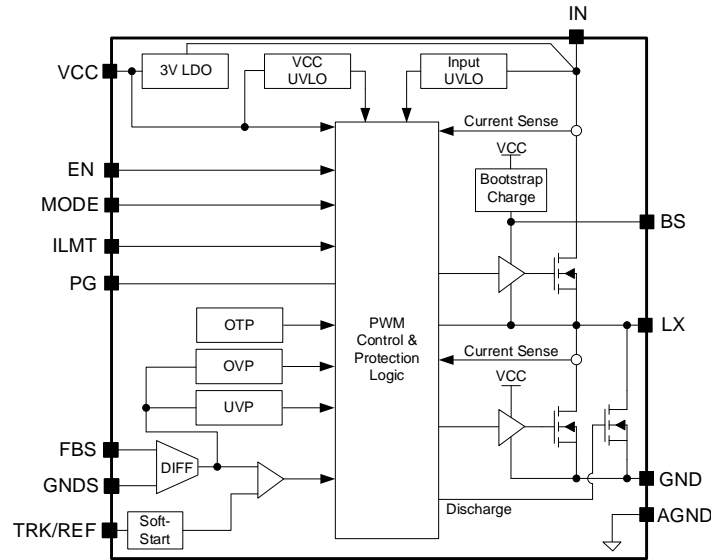 IN
VCC
3V LDO
VCC
UVLO
Input
UVLO
Current Sense
VCC
Bootstrap
Charge
EN
MODE
BS
ILMT
PG
OTP
PWM
Control &
Protection
Logic
LX
Current Sense
OVP
VCC
UVP
FBS
DIFF
GNDS
GND
Discharge
TRK/REF
Soft-
Start
AGND